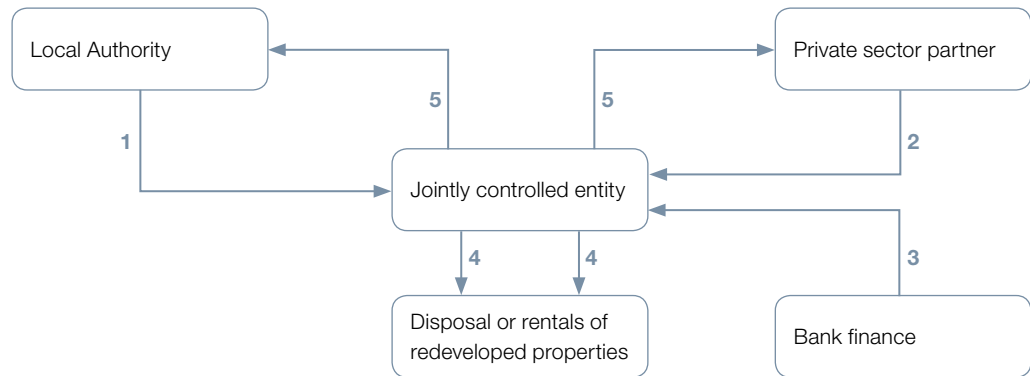 Local Authority
Private sector partner
5
5
1
2
Jointly controlled entity
4
4
3
Disposal or rentals of
redeveloped properties
Bank finance